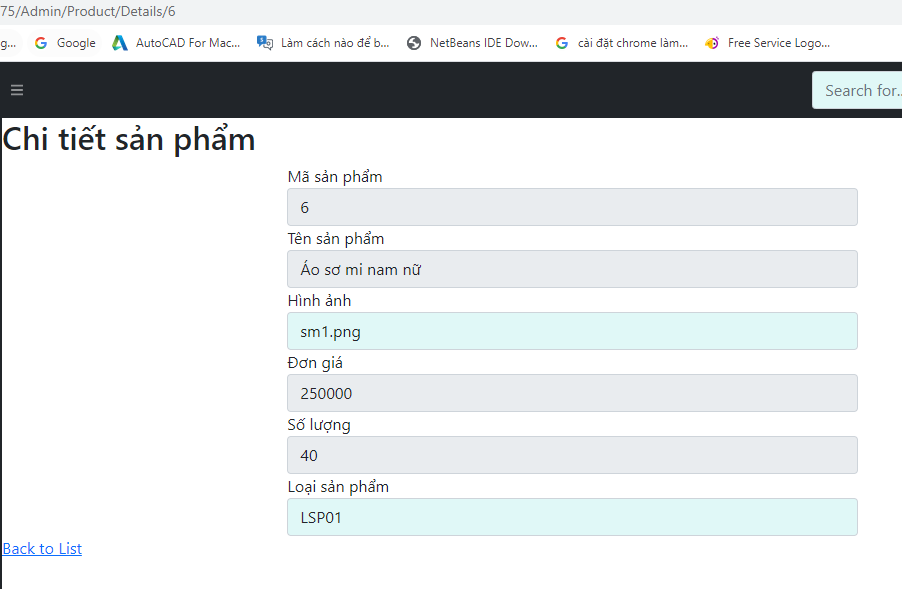 75/Admin/Product/Details/6
g... Google AutoCAD For Mac... Làm cách nào để b... NetBeans IDE Dow... cài đặt chrome làm... Free Service Logo...
Search for..
Chi tiết sản phẩm
Mã sản phẩm
6
Tên sản phẩm
Áo sơ mi nam nữ
Hình ảnh
sm1.png
Đơn giá
250000
Số lượng
40
Loại sản phẩm
LSP01
Back to List